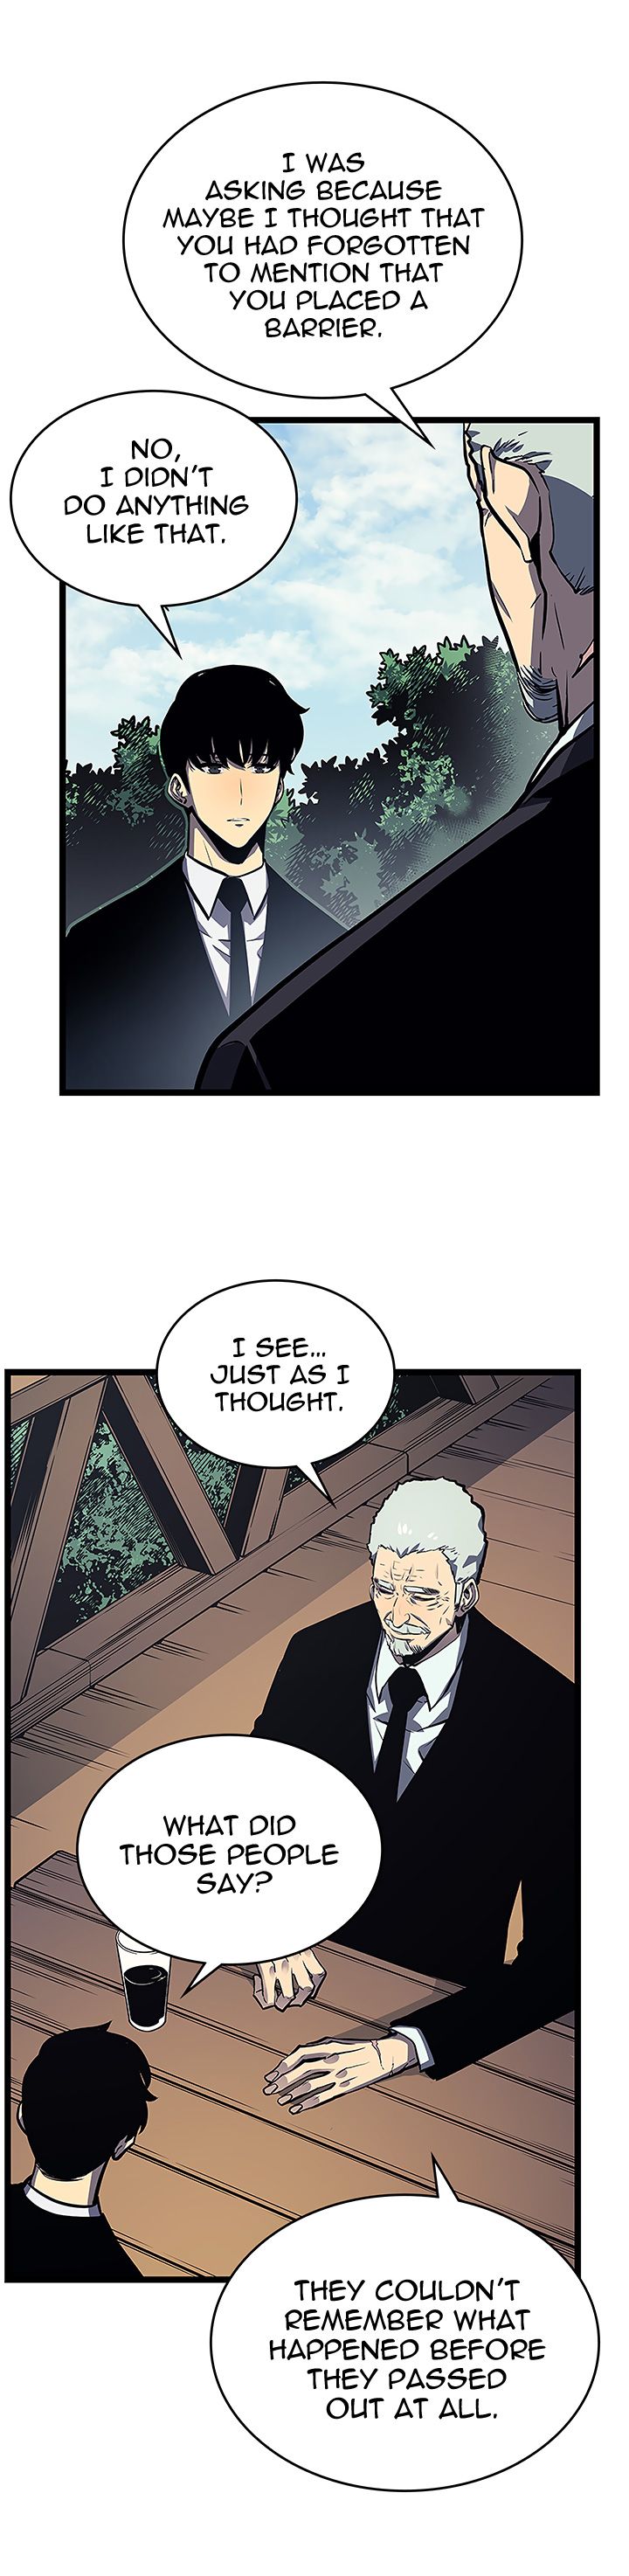 I WAS
ASKING BECAUSE
MAYBE I THOUGHT THAT
YOU HAD FORGOTTEN
TO MENTION THAT
YOU PLACED A
BARRIER.
NO,
I DIDN'T
DO ANYTHING
LIKE THAT.
I SEE...
JUST AS I
THOUGHT.
WHAT DID
THOSE PEOPLE
SAY?
THEY COULDN'T
REMEMBER WHAT
HAPPENED BEFORE
THEY PASSED
OUT AT ALL.